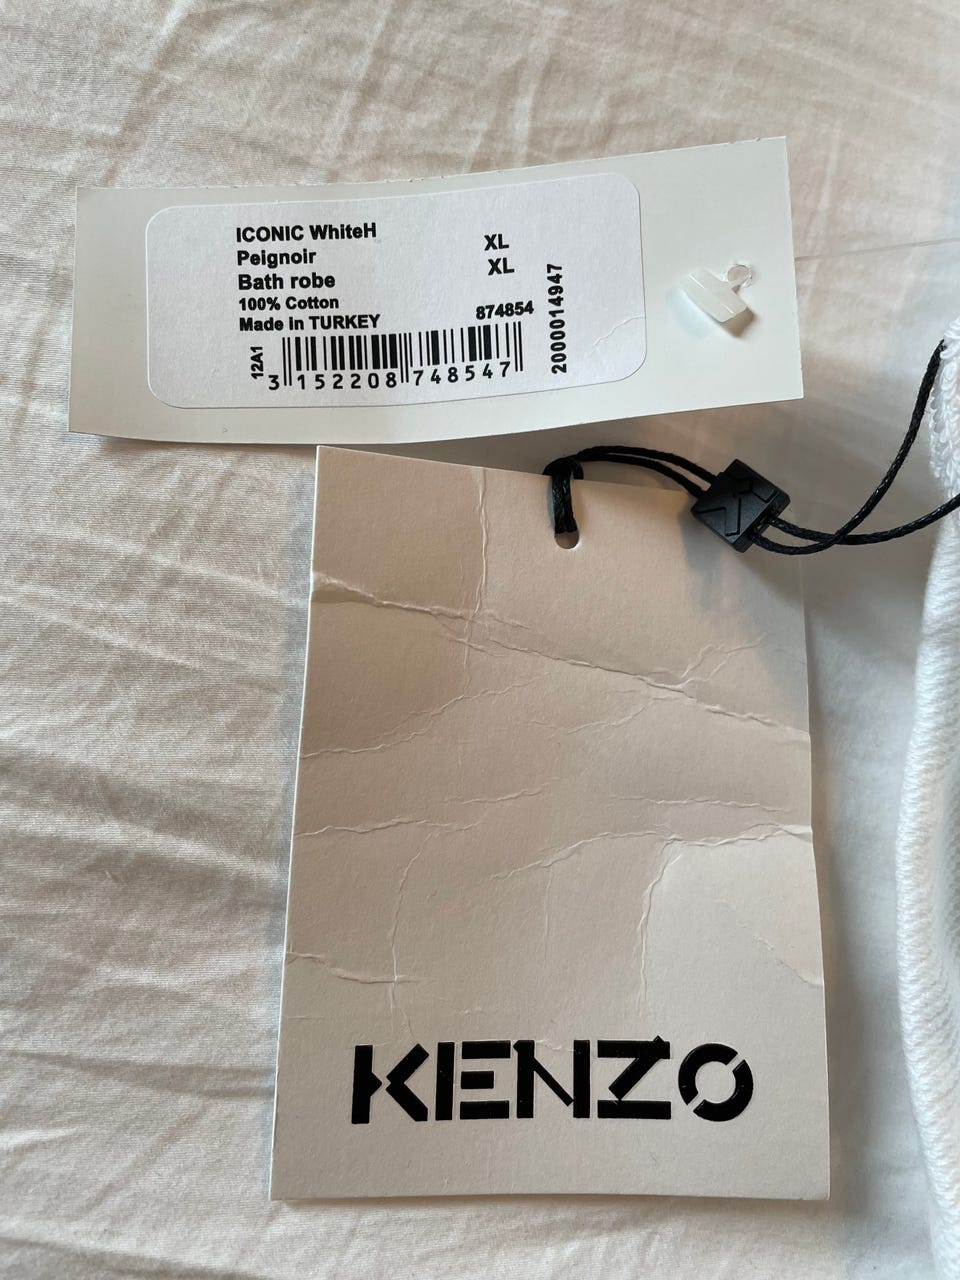 ICONIC WhiteH
XL
Peignoir
XL
Bath robe
100% Cotton
874854
Made in TURKEY
12A1
3 152208 748547
2000014947
KENZO